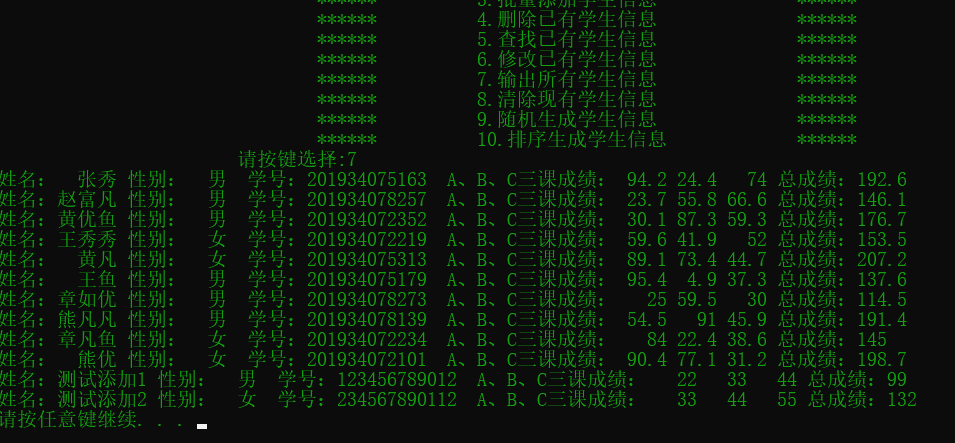 ****** 3.批量添加学生信息 ******
****** 4.删除已有学生信息 ******
****** 5.查找已有学生信息 ******
****** 6.修改已有学生信息 ******
****** 7.输出所有学生信息 ******
****** 8.清除现有学生信息 ******
****** 9.随机生成学生信息 ******
****** 10.排序生成学生信息 ******
请按键选择:7
姓名: 张秀 性别: 男 学号: 201934075163 A、B、C三课成绩: 94.2 24.4 74 总成绩: 192.6
姓名: 赵富凡 性别: 男 学号: 201934078257 A、B、C三课成绩: 23.7 55.8 66.6 总成绩: 146.1
姓名: 黄优鱼 性别: 男 学号: 201934072352 A、B、C三课成绩: 30.1 87.3 59.3 总成绩: 176.7
姓名: 王秀秀 性别: 女 学号: 201934072219 A、B、C三课成绩: 59.6 41.9 52 总成绩: 153.5
姓名: 黄凡 性别: 女 学号: 201934075313 A、B、C三课成绩: 89.1 73.4 44.7 总成绩: 207.2
姓名: 王鱼 性别: 男 学号: 201934075179 A、B、C三课成绩: 95.4 4.9 37.3 总成绩: 137.6
姓名: 章如优 性别: 男 学号: 201934078273 A、B、C三课成绩: 25 59.5 30 总成绩: 114.5
姓名: 熊凡凡 性别: 男 学号: 201934078139 A、B、C三课成绩: 54.5 91 45.9 总成绩: 191.4
姓名: 章凡鱼 性别: 女 学号: 201934072234 A、B、C三课成绩: 84 22.4 38.6 总成绩: 145
姓名: 熊优 性别: 女 学号: 201934072101 A、B、C三课成绩: 90.4 77.1 31.2 总成绩: 198.7
姓名: 测试添加1 性别: 男 学号: 123456789012 A、B、C三课成绩: 22 33 44 总成绩: 99
姓名: 测试添加2 性别: 女 学号: 234567890112 A、B、C三课成绩: 33 44 55 总成绩: 132
请按任意键继续. . .